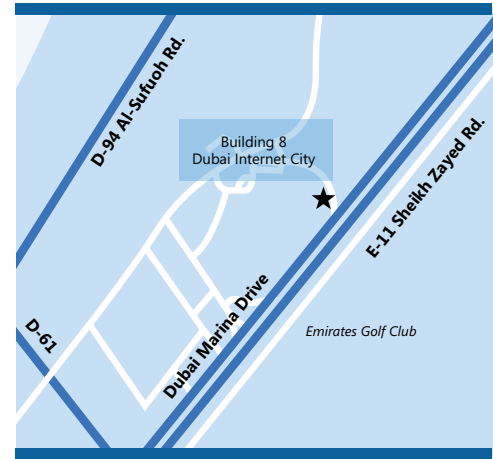 D-94 Al-Sufuoh Rd.
Building 8
Dubai Internet City
E-11 Sheikh Zayed Rd.
Dubai Marina Drive
D-61
Emirates Golf Club